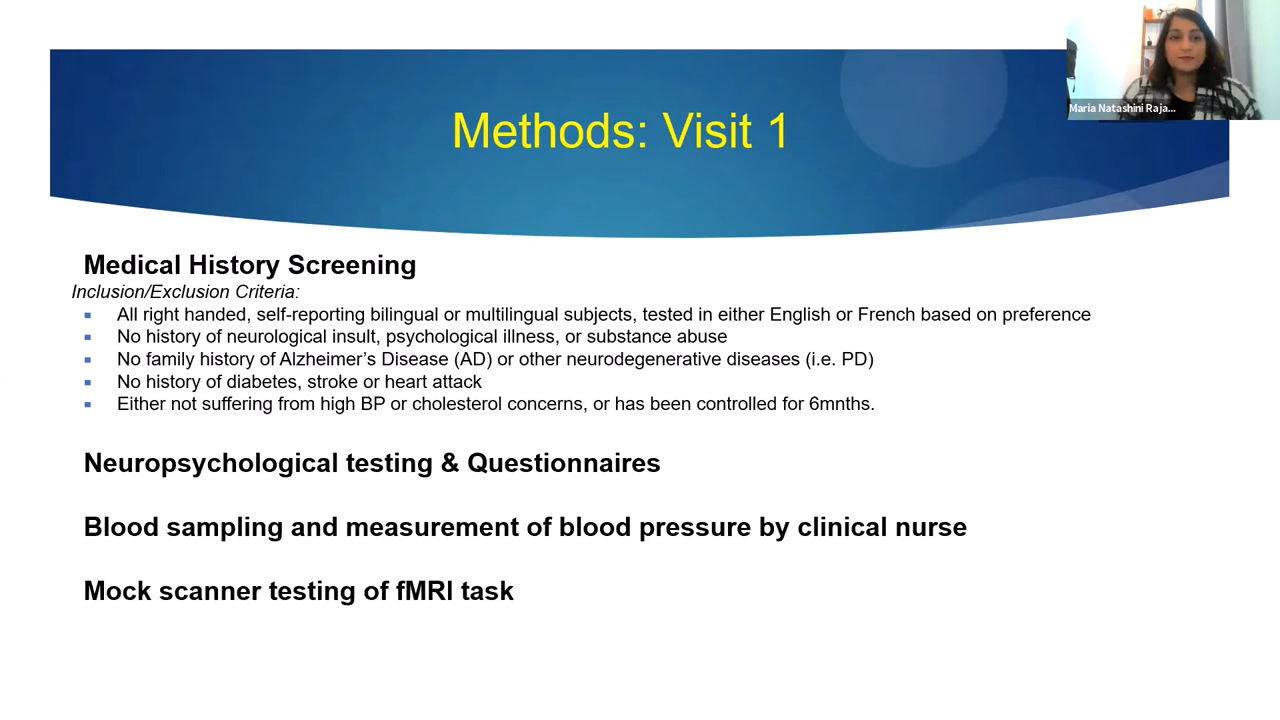 Maria Natashini Raja...
Methods: Visit 1
Medical History Screening
Inclusion/Exclusion Criteria:
All right handed, self-reporting bilingual or multilingual subjects, tested in either English or French based on preference
No history of neurological insult, psychological illness, or substance abuse
No family history of Alzheimer’s Disease (AD) or other neurodegenerative diseases (i.e. PD)
No history of diabetes, stroke or heart attack
Either not suffering from high BP or cholesterol concerns, or has been controlled for 6mnths.
Neuropsychological testing & Questionnaires
Blood sampling and measurement of blood pressure by clinical nurse
Mock scanner testing of fMRI task